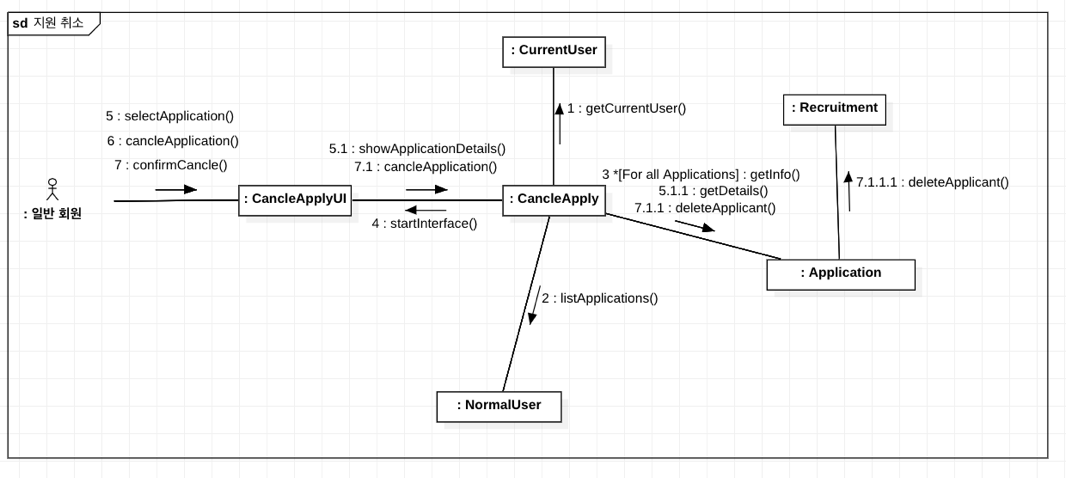 sd 지원 취소
: CurrentUser
1 : getCurrentUser()
: Recruitment
5 : selectApplication()
6 : cancleApplication()
7 : confirmCancle()
5.1 : showApplicationDetails()
7.1 : cancleApplication()
3 *[For all Applications] : getInfo()
5.1.1 : getDetails()
7.1.1 : deleteApplicant()
7.1.1.1 : deleteApplicant()
: 일반 회원
: CancleApplyUI
: CancleApply
4 : startInterface()
: Application
2 : listApplications()
: NormalUser